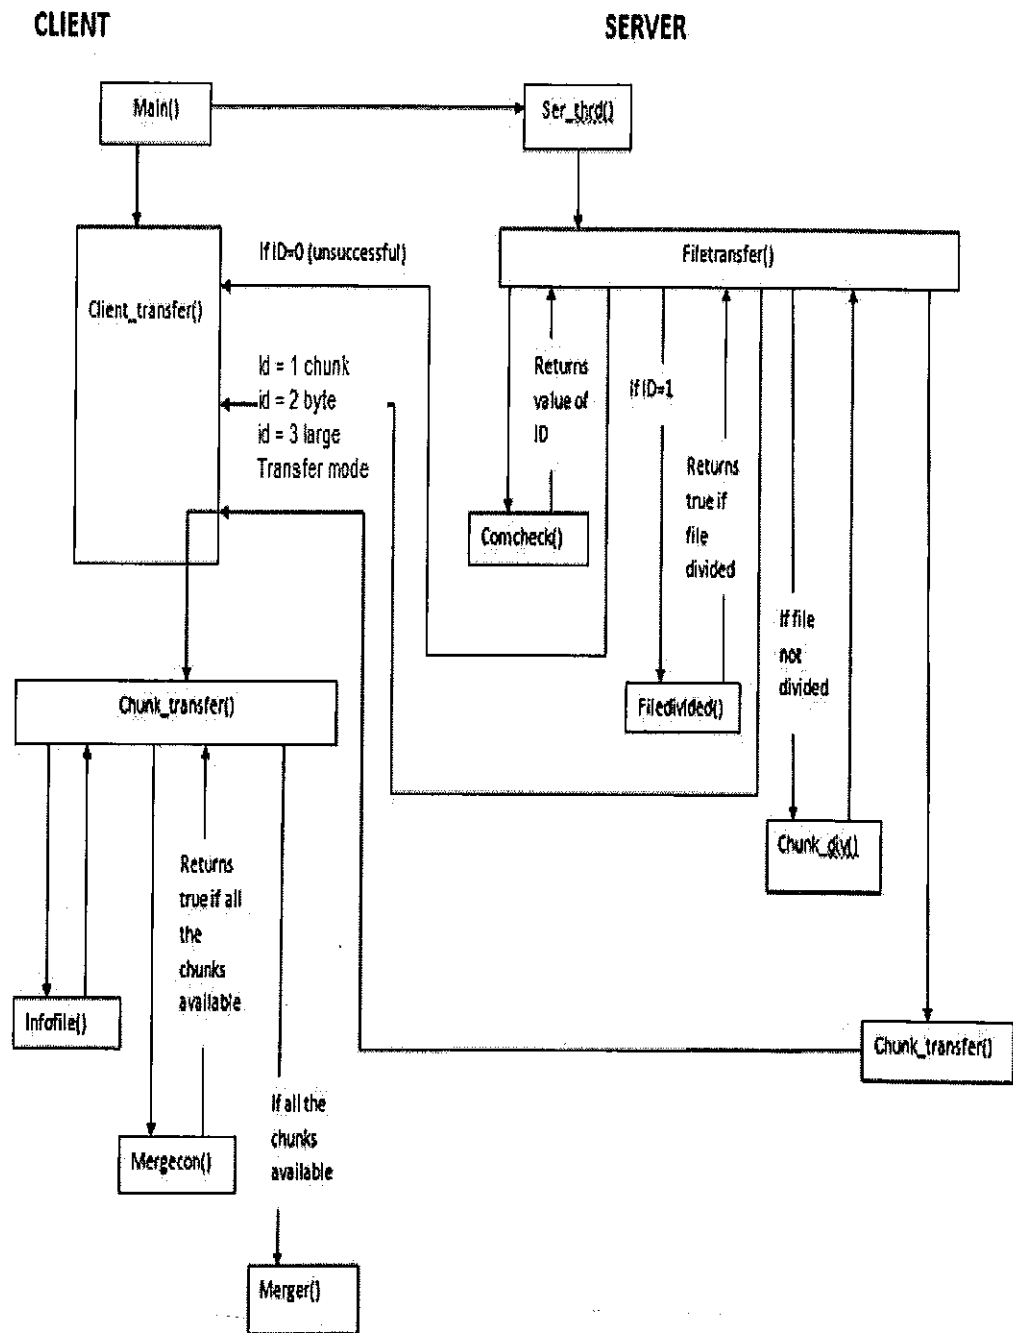 CLIENT
SERVER
Main()
Ser_thrd()
If ID=0 (unsuccessful)
Filetransfer()
Client_transfer()
Id = 1 chunk
id = 2 byte
id = 3 large
Transfer mode
Returns
value of
ID
If ID=1
Returns
true if
file
divided
Comcheck()
If file
not
divided
Chunk_transfer()
Filedivided()
Chunk_div()
Returns
true if all
the
chunks
available
Infofile()
Chunk_transfer()
If all the
chunks
available
Mergecon()
Merger()